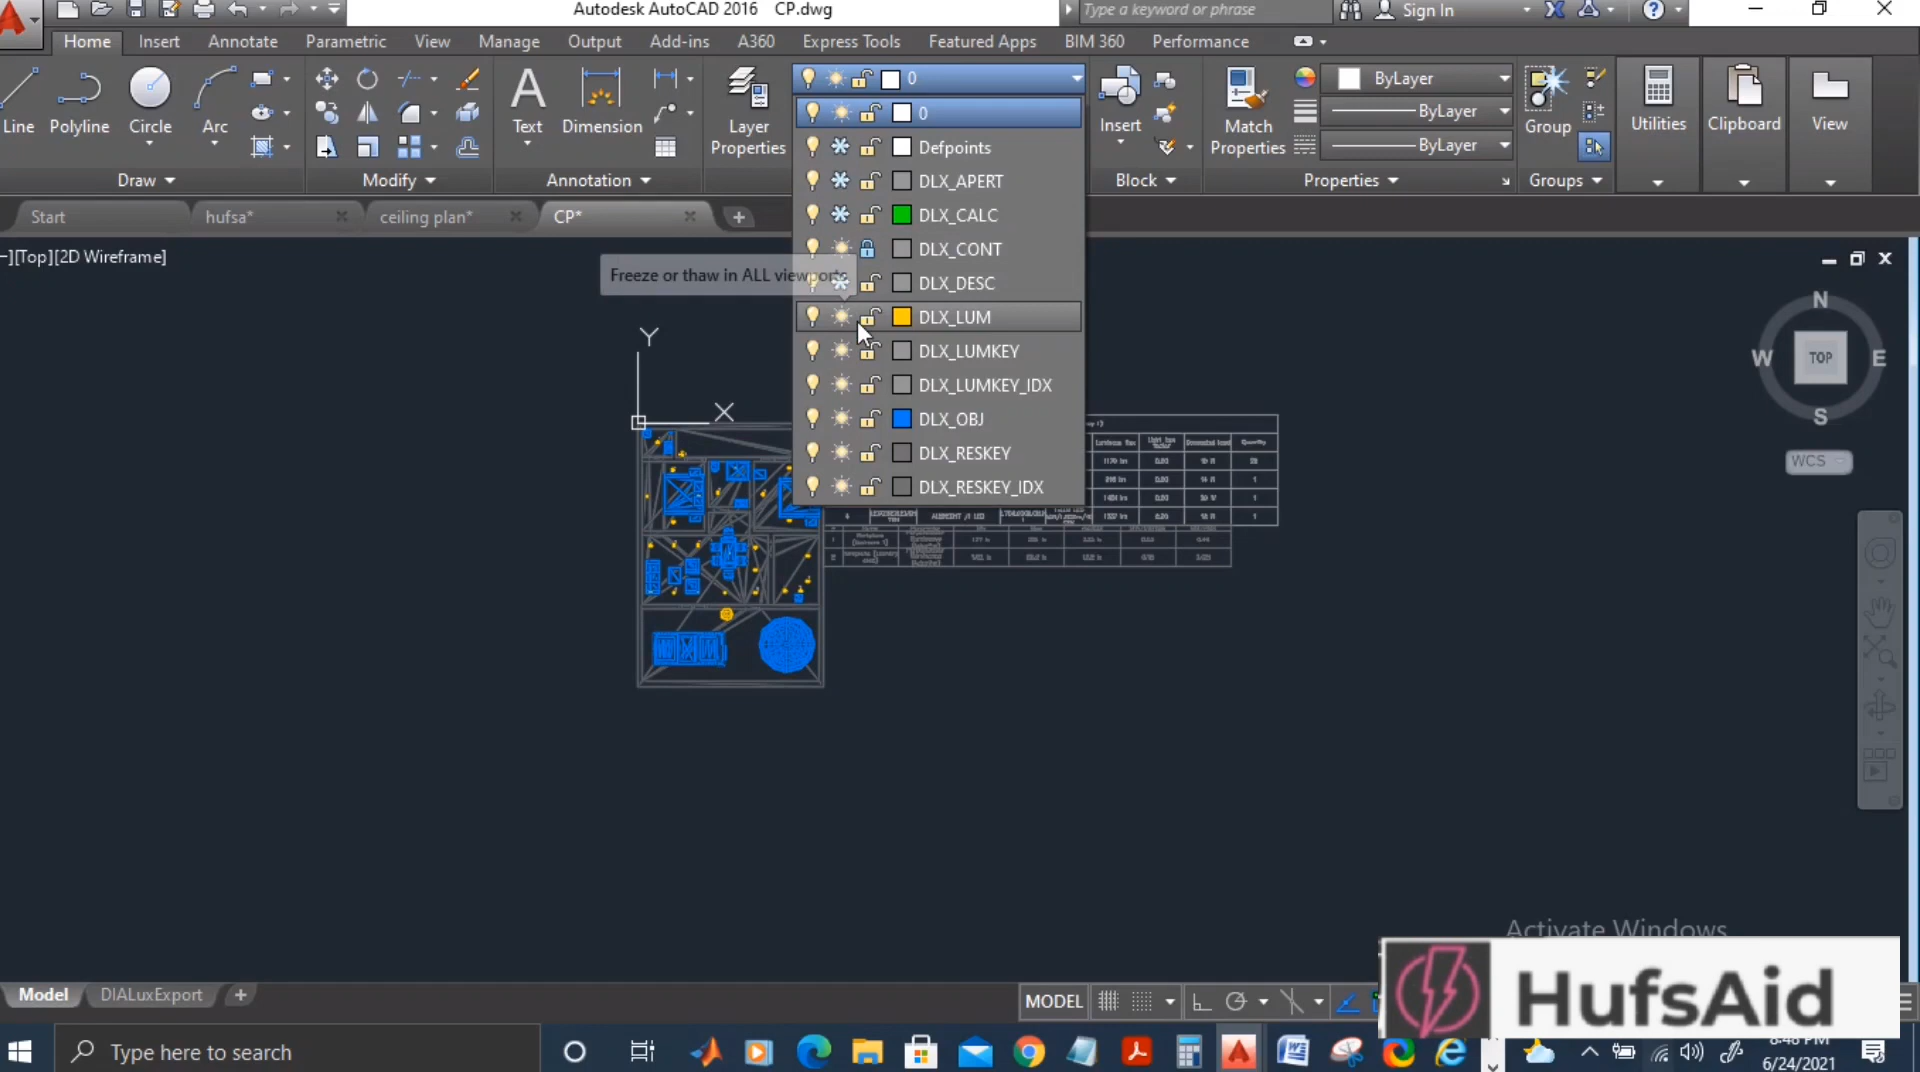 Autodesk AutoCAD 2016 CP.dwg
Type a keyword or phrase
Sign In
Home Insert Annotate Parametric View Manage Output Add-ins A360 Express Tools Featured Apps BIM 360 Performance
Line Polyline Circle Arc
Text Dimension
Layer Properties
Insert
Match Properties
ByLayer
ByLayer
ByLayer
Group
Utilities
Clipboard
View
Draw Modify Annotation Block Properties Groups
Start hufsa* ceiling plan* CP*
0
0
Defpoints
DLX_APERT
DLX_CALC
DLX_CONT
DLX_DESC
DLX_LUM
DLX_LUMKEY
DLX_LUMKEY_IDX
DLX_OBJ
DLX_RESKEY
DLX_RESKEY_IDX
Freeze or thaw in ALL viewports
–][Top][2D Wireframe]
Y
X
N
W TOP E
S
WCS
Activate Windows
HufsAid
Model DIALuxExport
MODEL
Type here to search
8:48 PM
6/24/2021